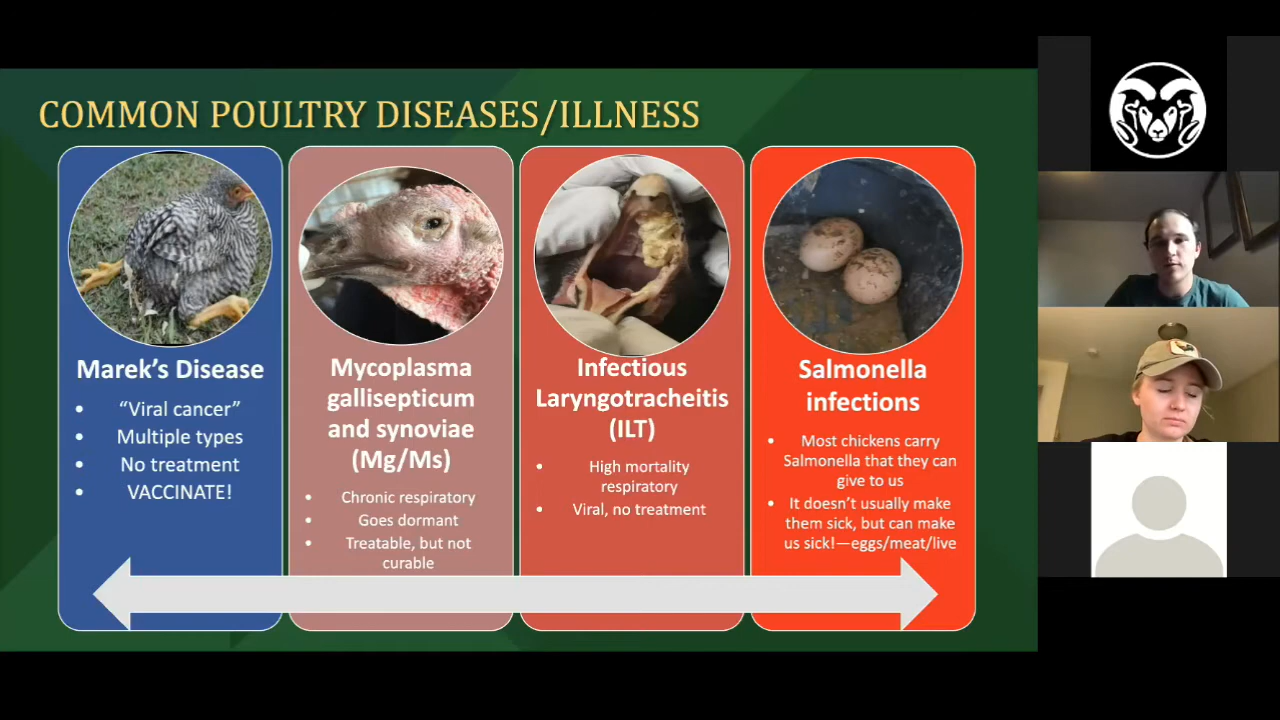 COMMON POULTRY DISEASES/ILLNESS
Marek’s Disease
• “Viral cancer”
• Multiple types
• No treatment
• VACCINATE!
Mycoplasma
gallisepticum
and synoviae
(Mg/Ms)
• Chronic respiratory
• Goes dormant
• Treatable, but not
curable
Infectious
Laryngotracheitis
(ILT)
• High mortality
respiratory
• Viral, no treatment
Salmonella
infections
• Most chickens carry
Salmonella that they can
give to us
• It doesn’t usually make
them sick, but can make
us sick!—eggs/meat/live